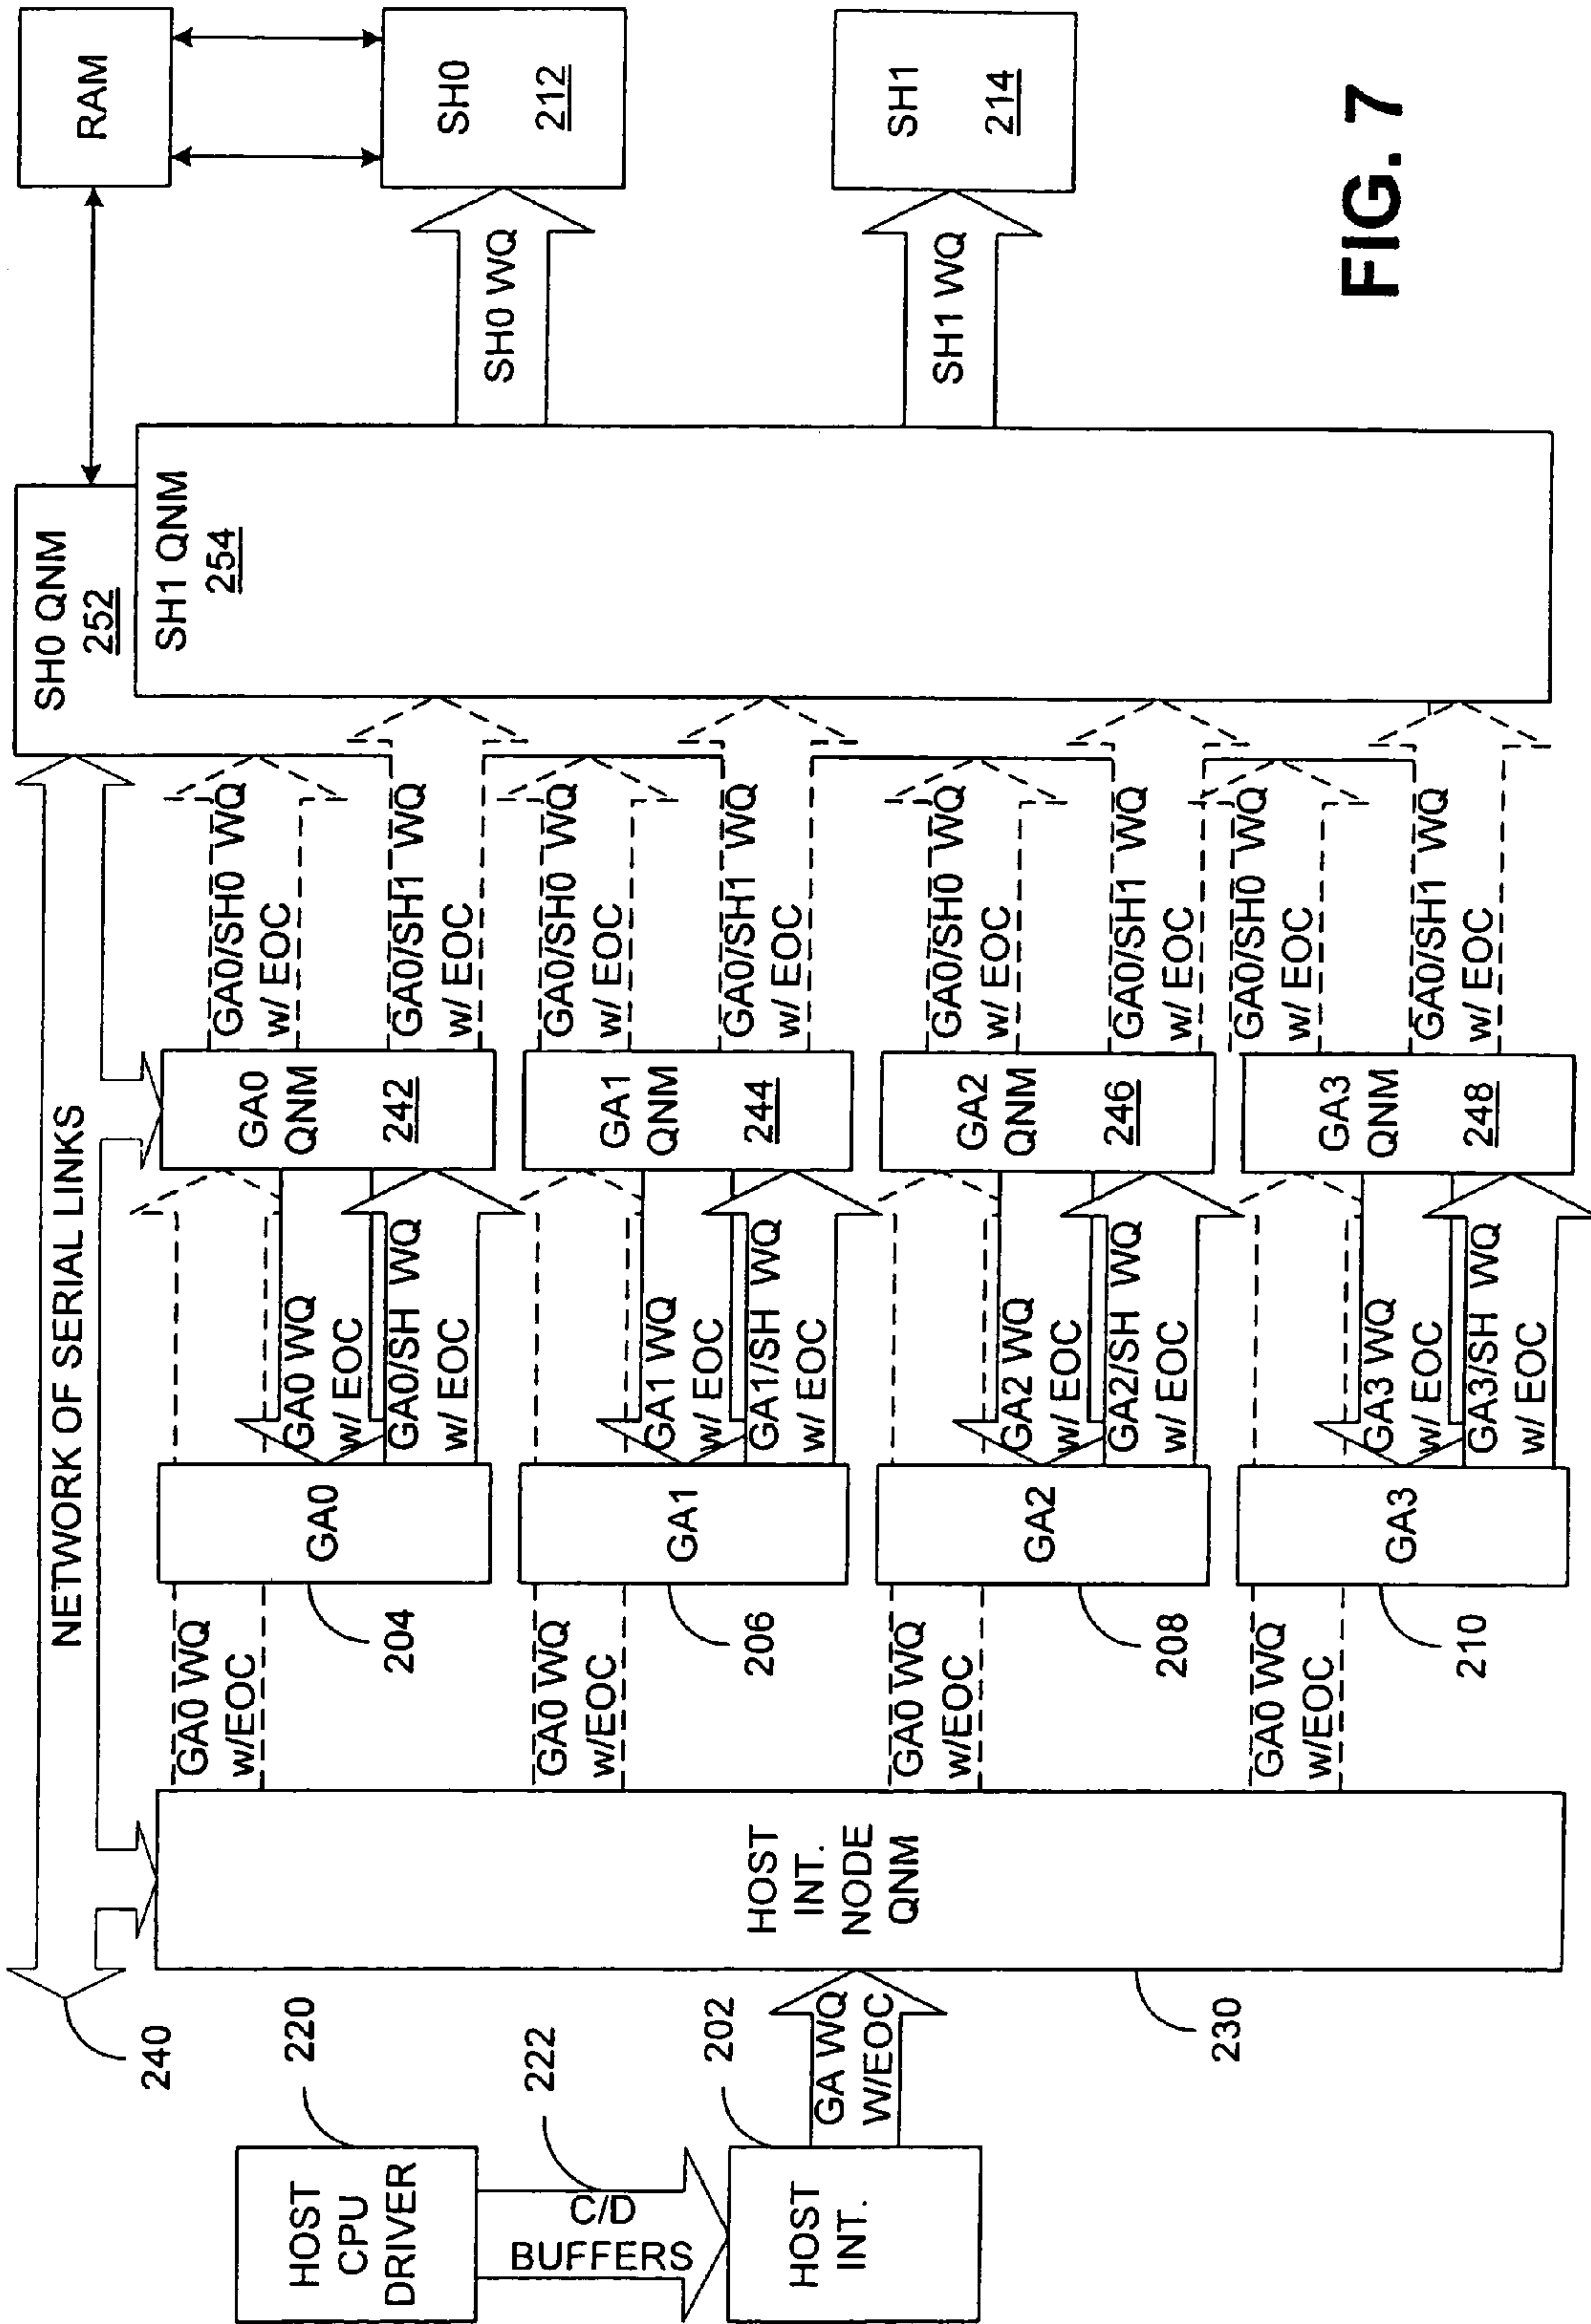 NETWORK OF SERIAL LINKS
240
HOST
CPU
DRIVER
220
C/D
BUFFERS
222
HOST
INT.
202
GA WQ
W/EOC
HOST
INT.
NODE
QNM
230
GA0 WQ
w/EOC
GA0 WQ
w/EOC
GA0 WQ
w/EOC
GA0 WQ
w/EOC
GA0
204
GA1
206
GA2
208
GA3
210
GA0 WQ
w/ EOC
GA0/SH WQ
w/ EOC
GA1 WQ
w/ EOC
GA1/SH WQ
w/ EOC
GA2 WQ
w/ EOC
GA2/SH WQ
w/ EOC
GA3 WQ
w/ EOC
GA3/SH WQ
w/ EOC
GA0
QNM
242
GA1
QNM
244
GA2
QNM
246
GA3
QNM
248
GA0/SH0 WQ
w/ EOC
GA0/SH1 WQ
w/ EOC
GA0/SH0 WQ
w/ EOC
GA0/SH1 WQ
w/ EOC
GA0/SH0 WQ
w/ EOC
GA0/SH1 WQ
w/ EOC
GA0/SH0 WQ
w/ EOC
GA0/SH1 WQ
w/ EOC
SH0 QNM
252
SH1 QNM
254
SH0 WQ
SH1 WQ
RAM
SH0
212
SH1
214
FIG. 7